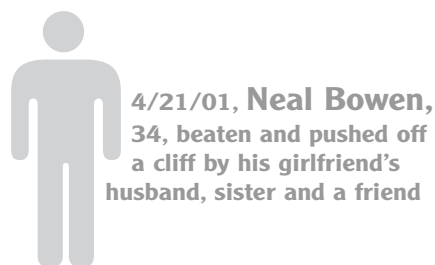 4/21/01, Neal Bowen,
34, beaten and pushed off
a cliff by his girlfriend’s
husband, sister and a friend